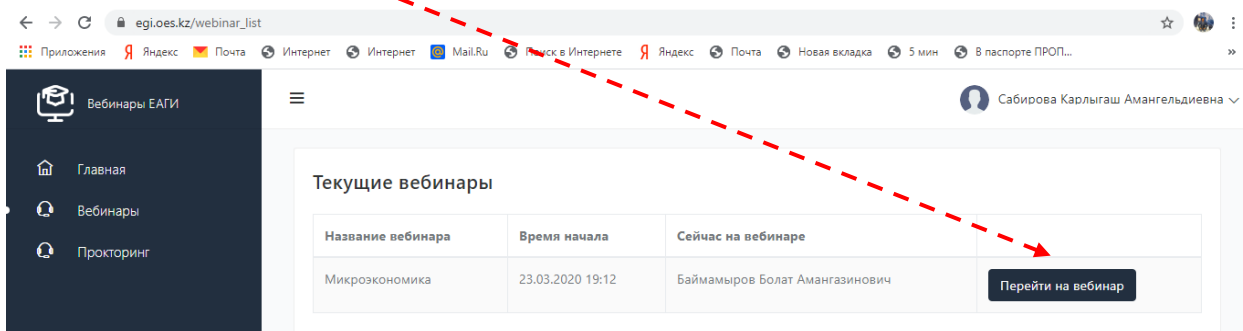 egi.oes.kz/webinar_list
Приложения Яндекс Почта Интернет Интернет Mail.Ru Поиск в Интернете Яндекс Почта Новая вкладка 5 мин В паспорте ПРОП... »
Вебинары ЕАГИ
Сабирова Карлыгаш Амангельдиевна
Главная
Вебинары
Прокторинг
Текущие вебинары
Название вебинара Время начала Сейчас на вебинаре
Микроэкономика 23.03.2020 19:12 Баймамыров Болат Амангазинович Перейти на вебинар